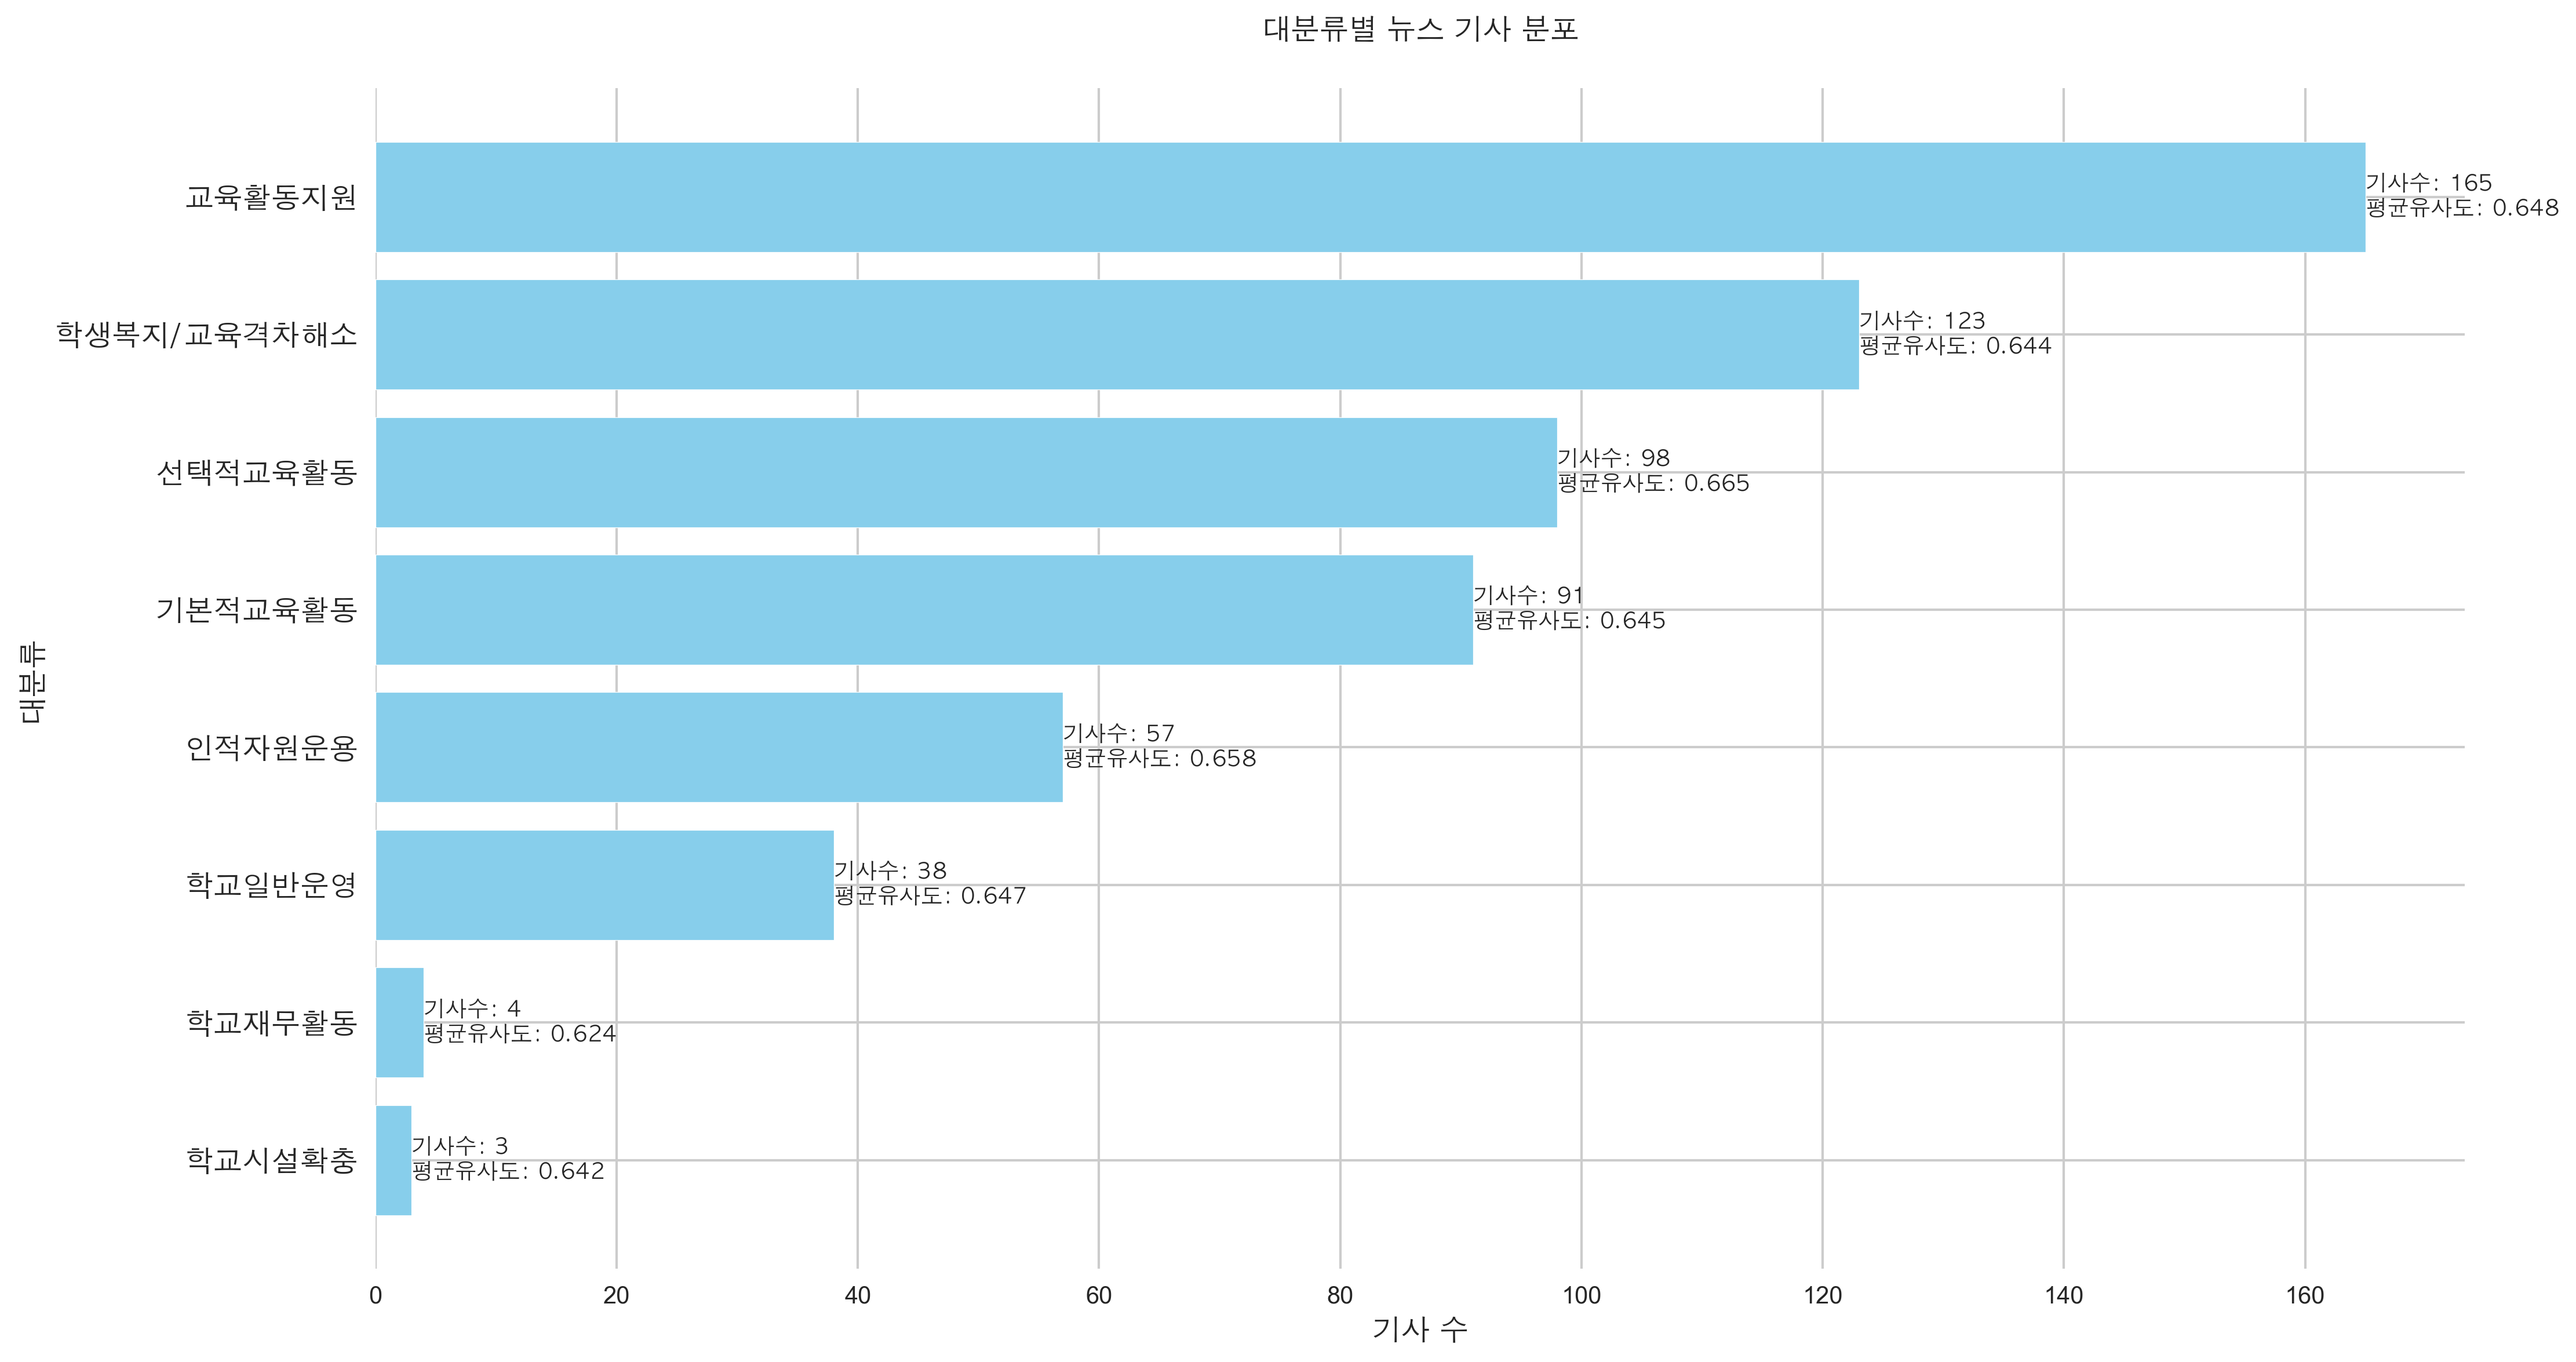 대분류별 뉴스 기사 분포
교육활동지원
기사수: 165
평균유사도: 0.648
학생복지/교육격차해소
기사수: 123
평균유사도: 0.644
선택적교육활동
기사수: 98
평균유사도: 0.665
기본적교육활동
기사수: 91
평균유사도: 0.645
대분류
인적자원운용
기사수: 57
평균유사도: 0.658
학교일반운영
기사수: 38
평균유사도: 0.647
학교재무활동
기사수: 4
평균유사도: 0.624
학교시설확충
기사수: 3
평균유사도: 0.642
0 20 40 60 80 100 120 140 160
기사 수